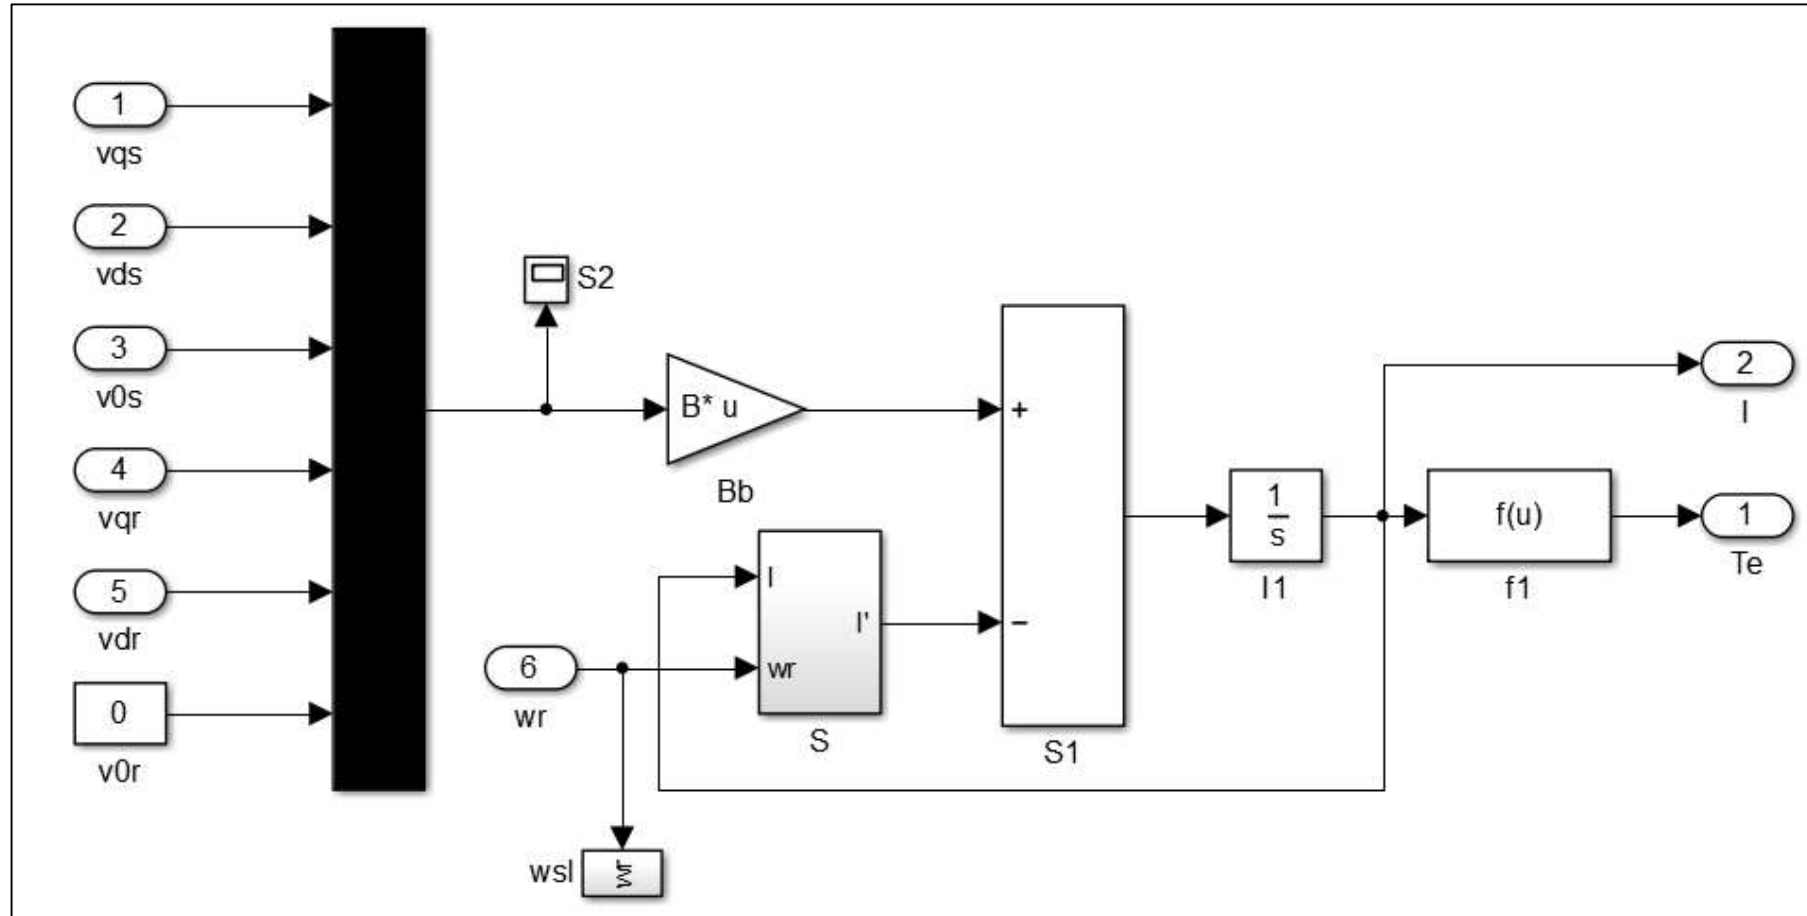 1
vqs
2
vds
3
v0s
4
vqr
5
vdr
0
v0r
S2
B* u
Bb
I
I'
wr
S
6
wr
wsl
wr
+
−
S1
1
s
I1
f(u)
f1
2
I
1
Te